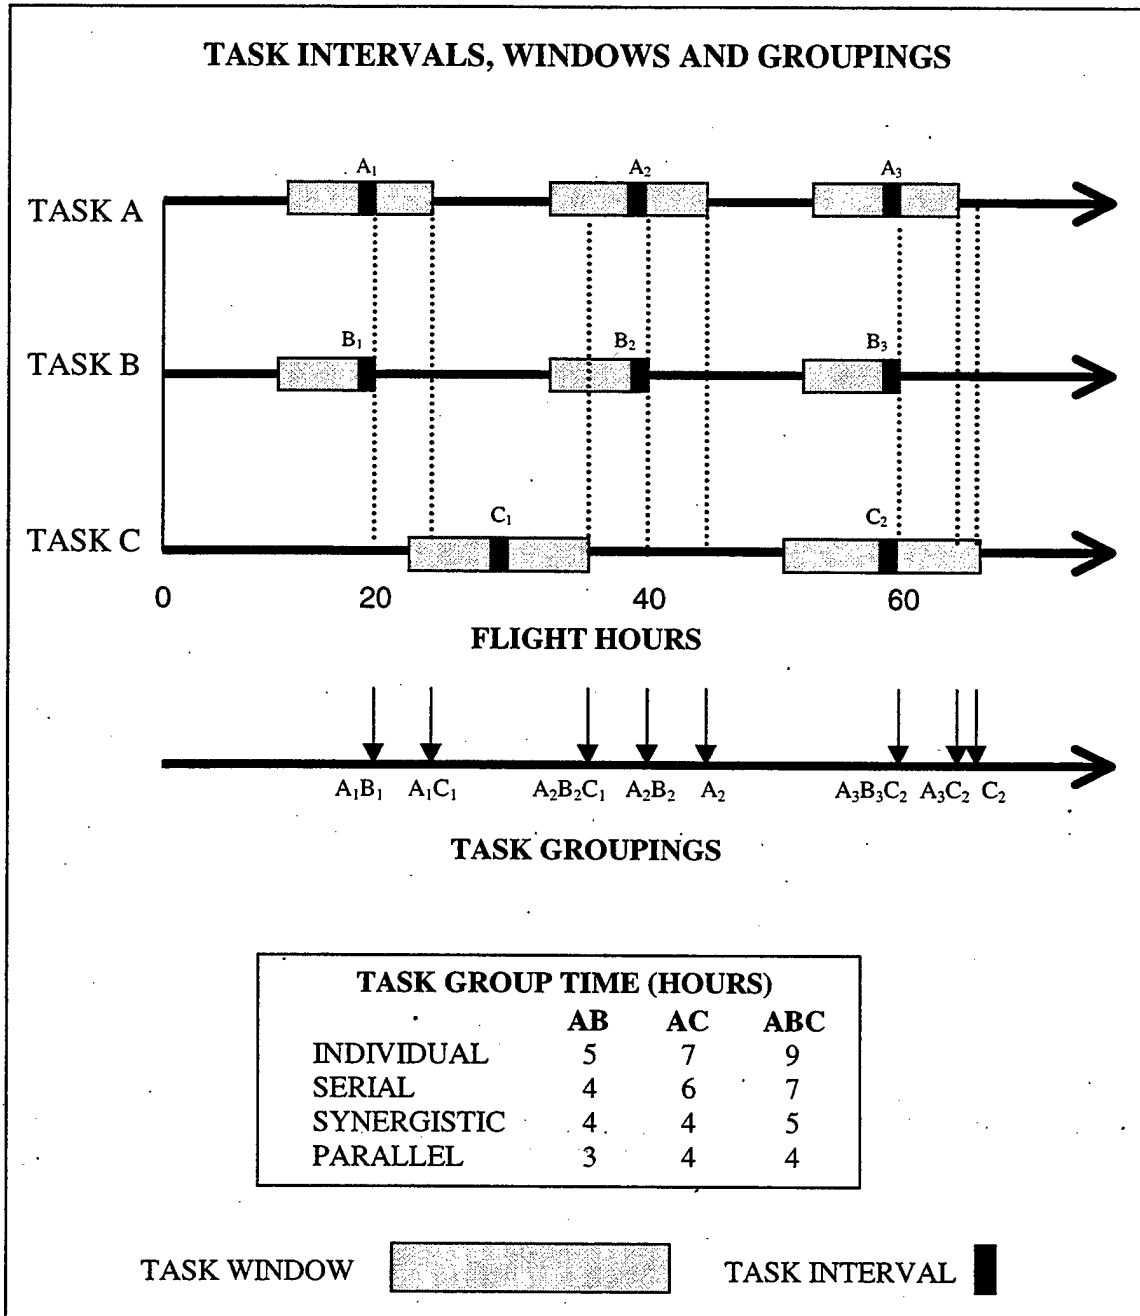 TASK INTERVALS, WINDOWS AND GROUPINGS
A₁ A₂ A₃
TASK A
B₁ B₂ B₃
TASK B
C₁ C₂
TASK C
0 20 40 60
FLIGHT HOURS
A₁B₁ A₁C₁ A₂B₂C₁ A₂B₂ A₂ A₃B₃C₂ A₃C₂ C₂
TASK GROUPINGS
TASK GROUP TIME (HOURS)
AB AC ABC
INDIVIDUAL 5 7 9
SERIAL 4 6 7
SYNERGISTIC 4 4 5
PARALLEL 3 4 4
TASK WINDOW TASK INTERVAL